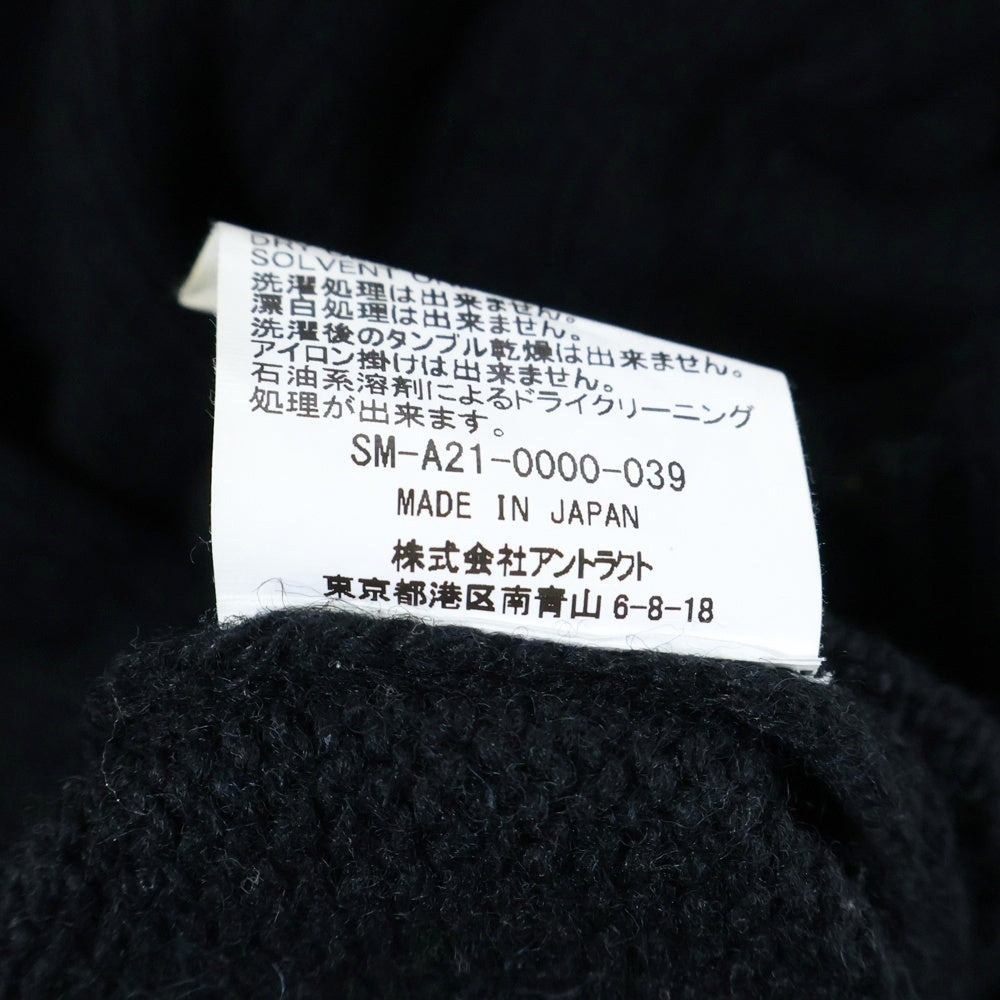 DRY
SOLVENT
洗濯処理は出来ません。
漂白処理は出来ません。
洗濯後のタンブル乾燥は出来ません。
アイロン掛けは出来ません。
石油系溶剤によるドライクリーニング
処理が出来ます。
SM-A21-0000-039
MADE IN JAPAN
株式会社アントラクト
東京都港区南青山 6-8-18